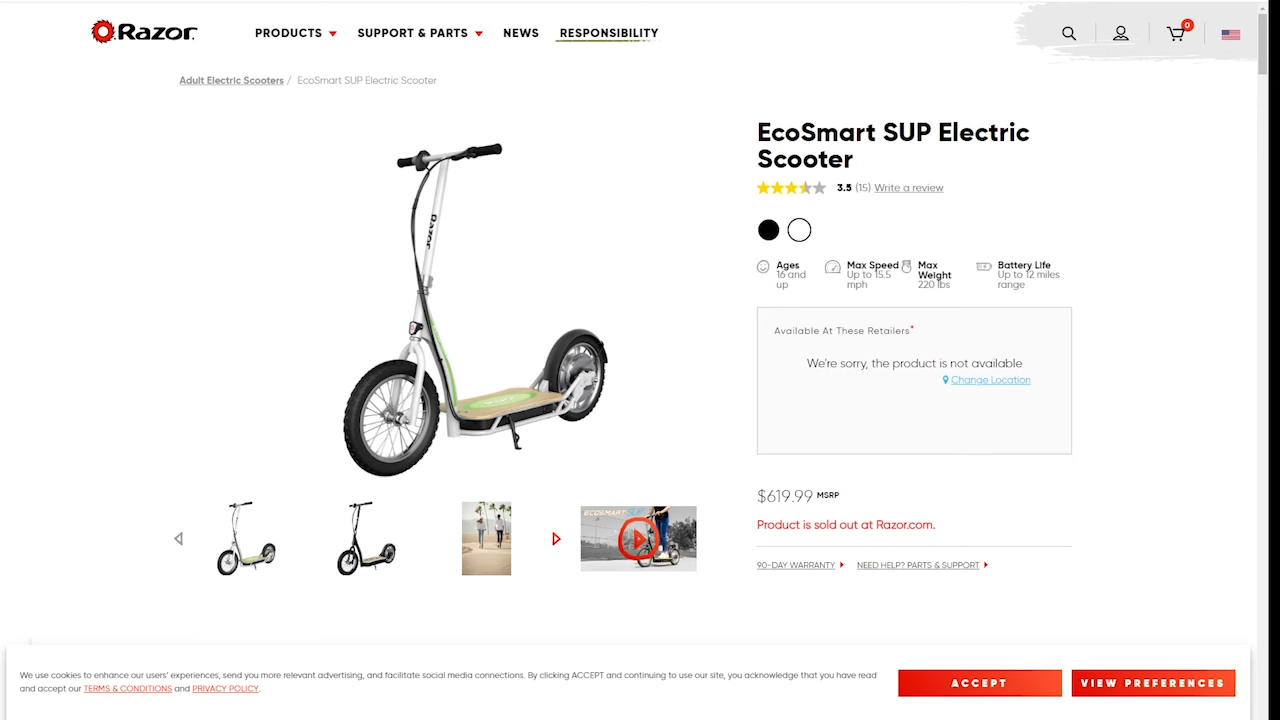 Razor
PRODUCTS
SUPPORT & PARTS
NEWS
RESPONSIBILITY
0
Adult Electric Scooters / EcoSmart SUP Electric Scooter
EcoSmart SUP Electric
Scooter
3.5 (15) Write a review
Ages
16 and
up
Max Speed
Up to 15.5
mph
Max
Weight
220 lbs
Battery Life
Up to 12 miles
range
Available At These Retailers*
We're sorry, the product is not available
Change Location
Razor
ECOSMART SUP
$619.99 MSRP
Product is sold out at Razor.com.
90-DAY WARRANTY
NEED HELP? PARTS & SUPPORT
We use cookies to enhance our users' experiences, send you more relevant advertising, and facilitate social media connections. By clicking ACCEPT and continuing to use our site, you acknowledge that you have read
and accept our TERMS & CONDITIONS and PRIVACY POLICY.
ACCEPT
VIEW PREFERENCES